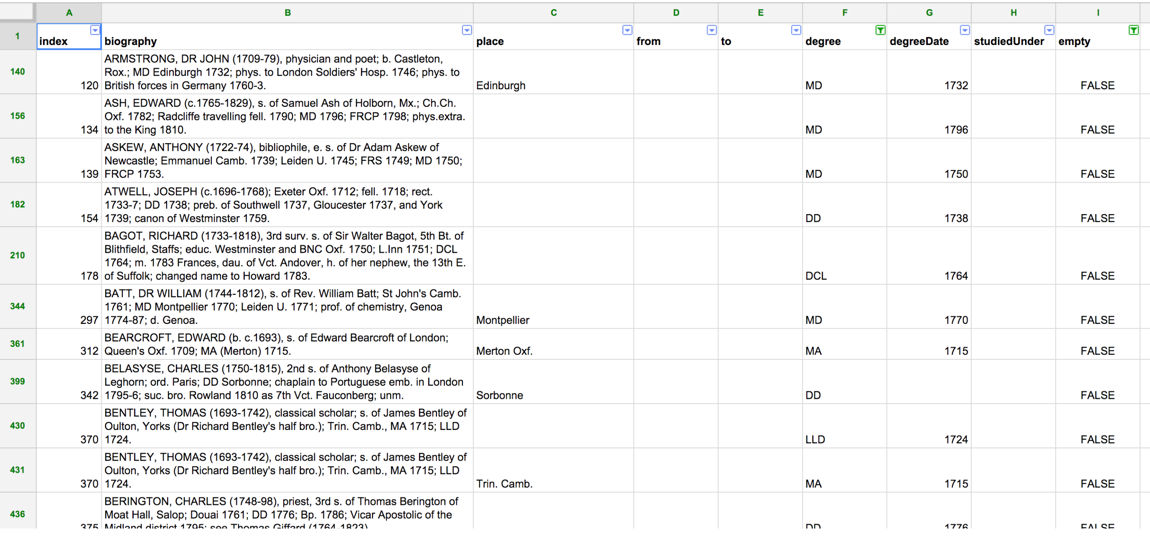 A B C D E F G H I
1 index biography place from to degree degreeDate studiedUnder empty
ARMSTRONG, DR JOHN (1709-79), physician and poet; b. Castleton,
140 Rox.; MD Edinburgh 1732; phys. to London Soldiers' Hosp. 1746; phys. to
120 British forces in Germany 1760-3. Edinburgh MD 1732 FALSE
ASH, EDWARD (c.1765-1829), s. of Samuel Ash of Holborn, Mx.; Ch.Ch.
156 Oxf. 1782; Radcliffe travelling fell. 1790; MD 1796; FRCP 1798; phys.extra.
134 to the King 1810. MD 1796 FALSE
ASKEW, ANTHONY (1722-74), bibliophile, e. s. of Dr Adam Askew of
163 Newcastle; Emmanuel Camb. 1739; Leiden U. 1745; FRS 1749; MD 1750;
139 FRCP 1753. MD 1750 FALSE
ATWELL, JOSEPH (c.1696-1768); Exeter Oxf. 1712; fell. 1718; rect.
182 1733-7; DD 1738; preb. of Southwell 1737, Gloucester 1737, and York
154 1739; canon of Westminster 1759. DD 1738 FALSE
BAGOT, RICHARD (1733-1818), 3rd surv. s. of Sir Walter Bagot, 5th Bt. of
Blithfield, Staffs; educ. Westminster and BNC Oxf. 1750; L.Inn 1751; DCL
210 1764; m. 1783 Frances, dau. of Vct. Andover, h. of her nephew, the 13th E.
178 of Suffolk; changed name to Howard 1783. DCL 1764 FALSE
BATT, DR WILLIAM (1744-1812), s. of Rev. William Batt; St John's Camb.
344 1761; MD Montpellier 1770; Leiden U. 1771; prof. of chemistry, Genoa
297 1774-87; d. Genoa. Montpellier MD 1770 FALSE
361 BEARCROFT, EDWARD (b. c.1693), s. of Edward Bearcroft of London;
312 Queen's Oxf. 1709; MA (Merton) 1715. Merton Oxf. MA 1715 FALSE
BELASYSE, CHARLES (1750-1815), 2nd s. of Anthony Belasyse of
399 Leghorn; ord. Paris; DD Sorbonne; chaplain to Portuguese emb. in London
342 1795-6; suc. bro. Rowland 1810 as 7th Vct. Fauconberg; unm. Sorbonne DD FALSE
BENTLEY, THOMAS (1693-1742), classical scholar; s. of James Bentley of
430 Oulton, Yorks (Dr Richard Bentley's half bro.); Trin. Camb., MA 1715; LLD
370 1724. LLD 1724 FALSE
BENTLEY, THOMAS (1693-1742), classical scholar; s. of James Bentley of
431 Oulton, Yorks (Dr Richard Bentley's half bro.); Trin. Camb., MA 1715; LLD
370 1724. Trin. Camb. MA 1715 FALSE
BERINGTON, CHARLES (1748-98), priest, 3rd s. of Thomas Berington of
436 Moat Hall, Salop; Douai 1761; DD 1776; Bp. 1786; Vicar Apostolic of the
375 Midland district 1795; see Thomas Giffard (1764-1823) DD 1776 FALSE